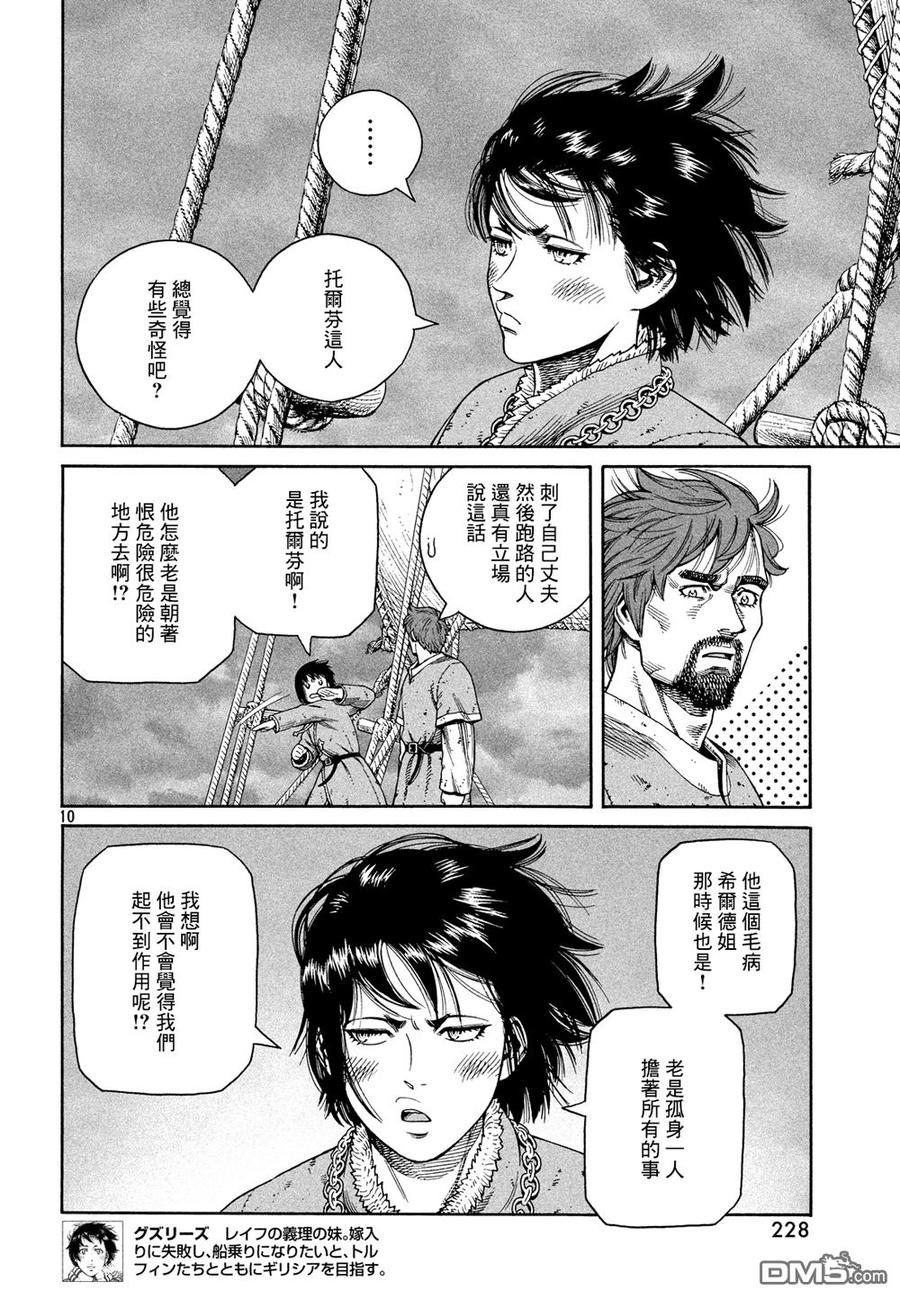 ……
托爾芬這人
總覺得
有些奇怪吧？
刺了自己丈夫
然後跑路的人
還真有立場
說這話
我說的
是托爾芬啊！
他怎麼老是朝著
恨危險很危險的
地方去啊！？
10
他這個毛病
希爾德姐
那時候也是！
老是孤身一人
擔著所有的事
我想啊
他會不會覺得我們
起不到作用呢！？
グズリーズ　レイフの義理の妹。嫁入
りに失敗し、船乗りになりたいと、トル
フィンたちとともにギリシアを目指す。
228
DM5.com